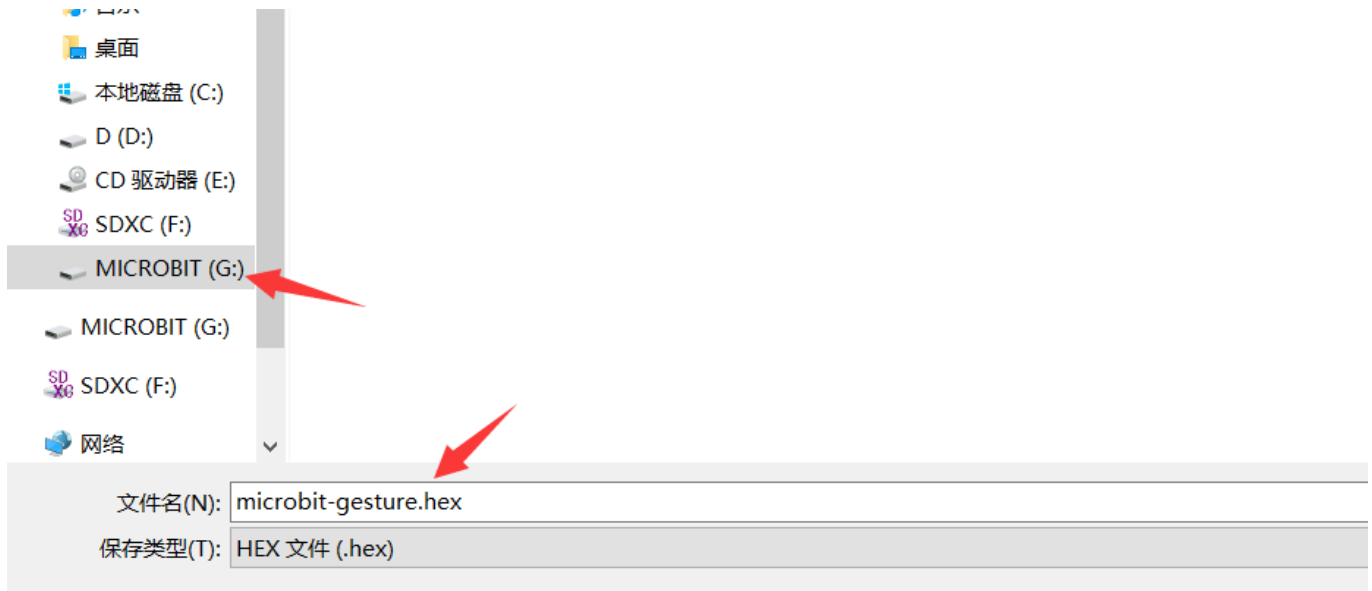 桌面
本地磁盘 (C:)
D (D:)
CD 驱动器 (E:)
SDXC (F:)
MICROBIT (G:)
MICROBIT (G:)
SDXC (F:)
网络
文件名(N): microbit-gesture.hex
保存类型(T): HEX 文件 (.hex)